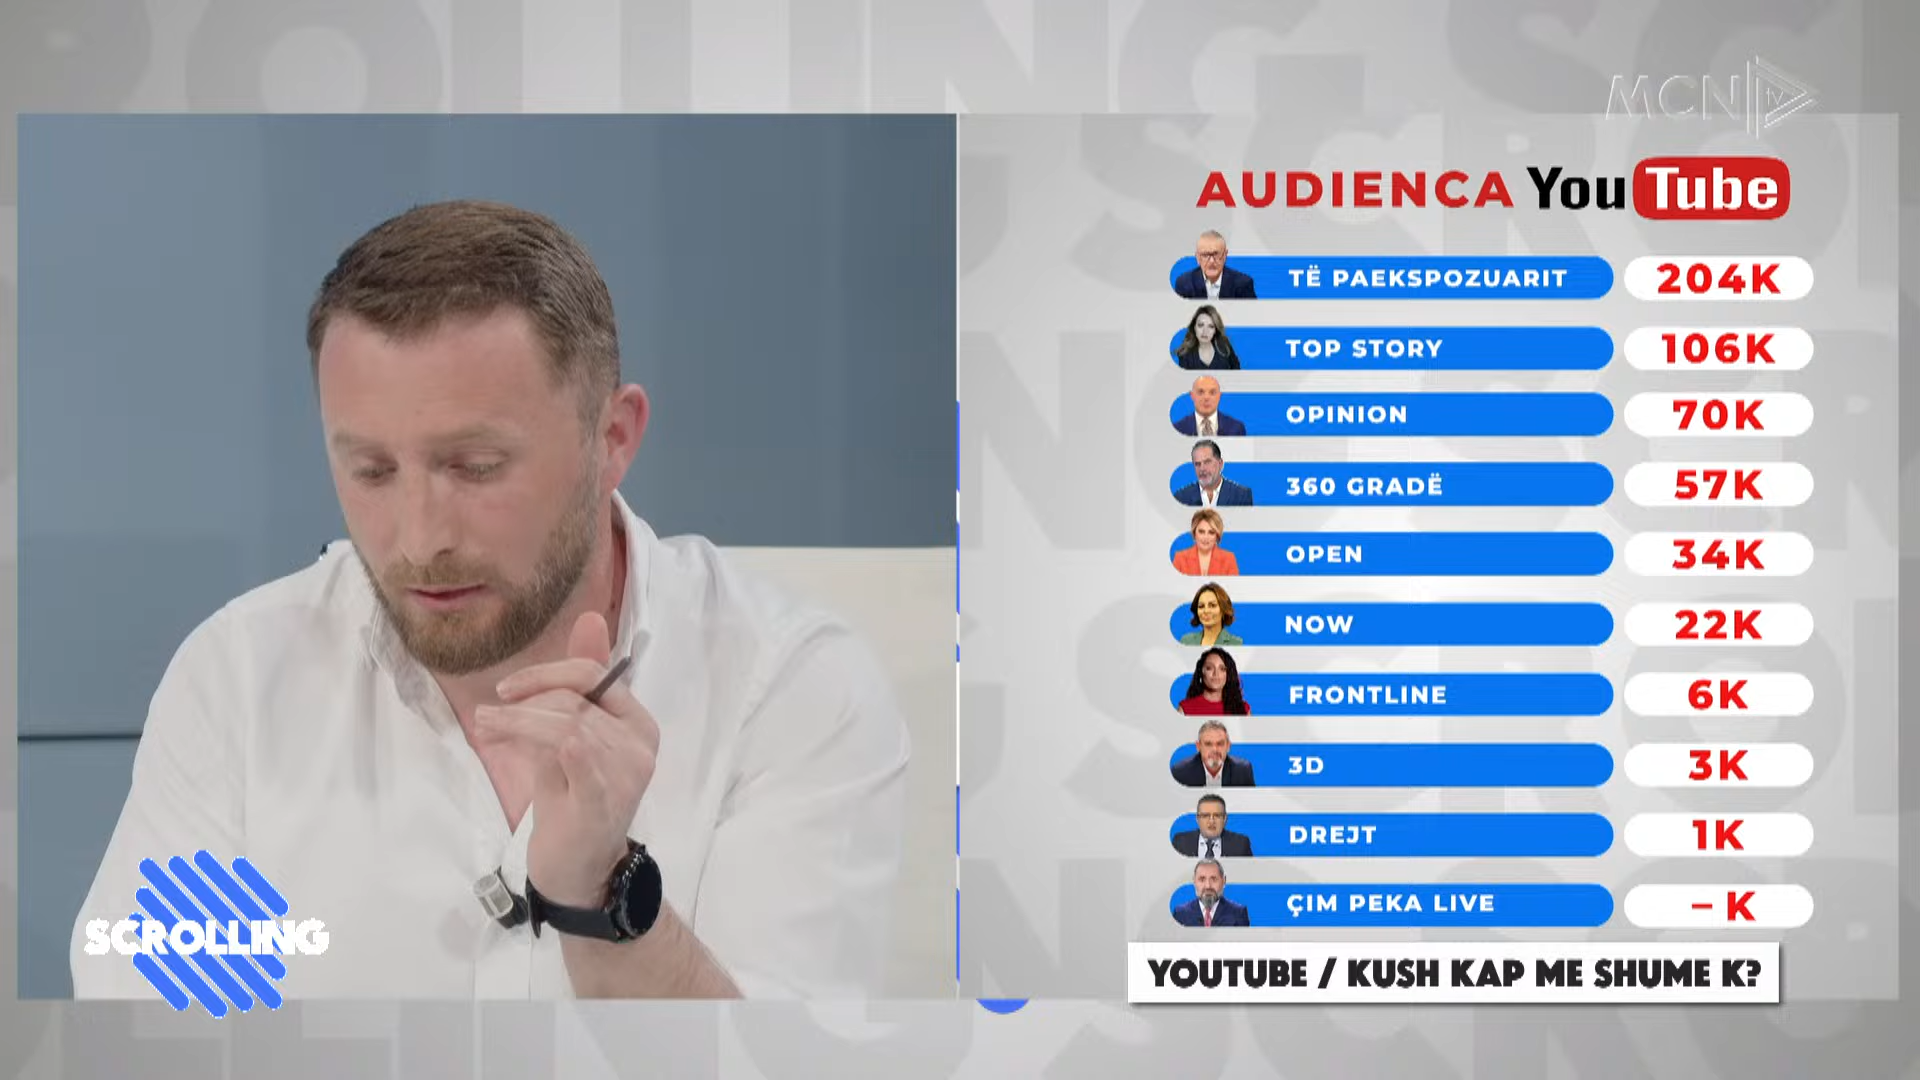 MCN tv
AUDIENCA YouTube
TË PAEKSPOZUARIT 204K
TOP STORY 106K
OPINION 70K
360 GRADË 57K
OPEN 34K
NOW 22K
FRONTLINE 6K
3D 3K
DREJT 1K
ÇIM PEKA LIVE – K
SCROLLING
YOUTUBE / KUSH KAP ME SHUME K?